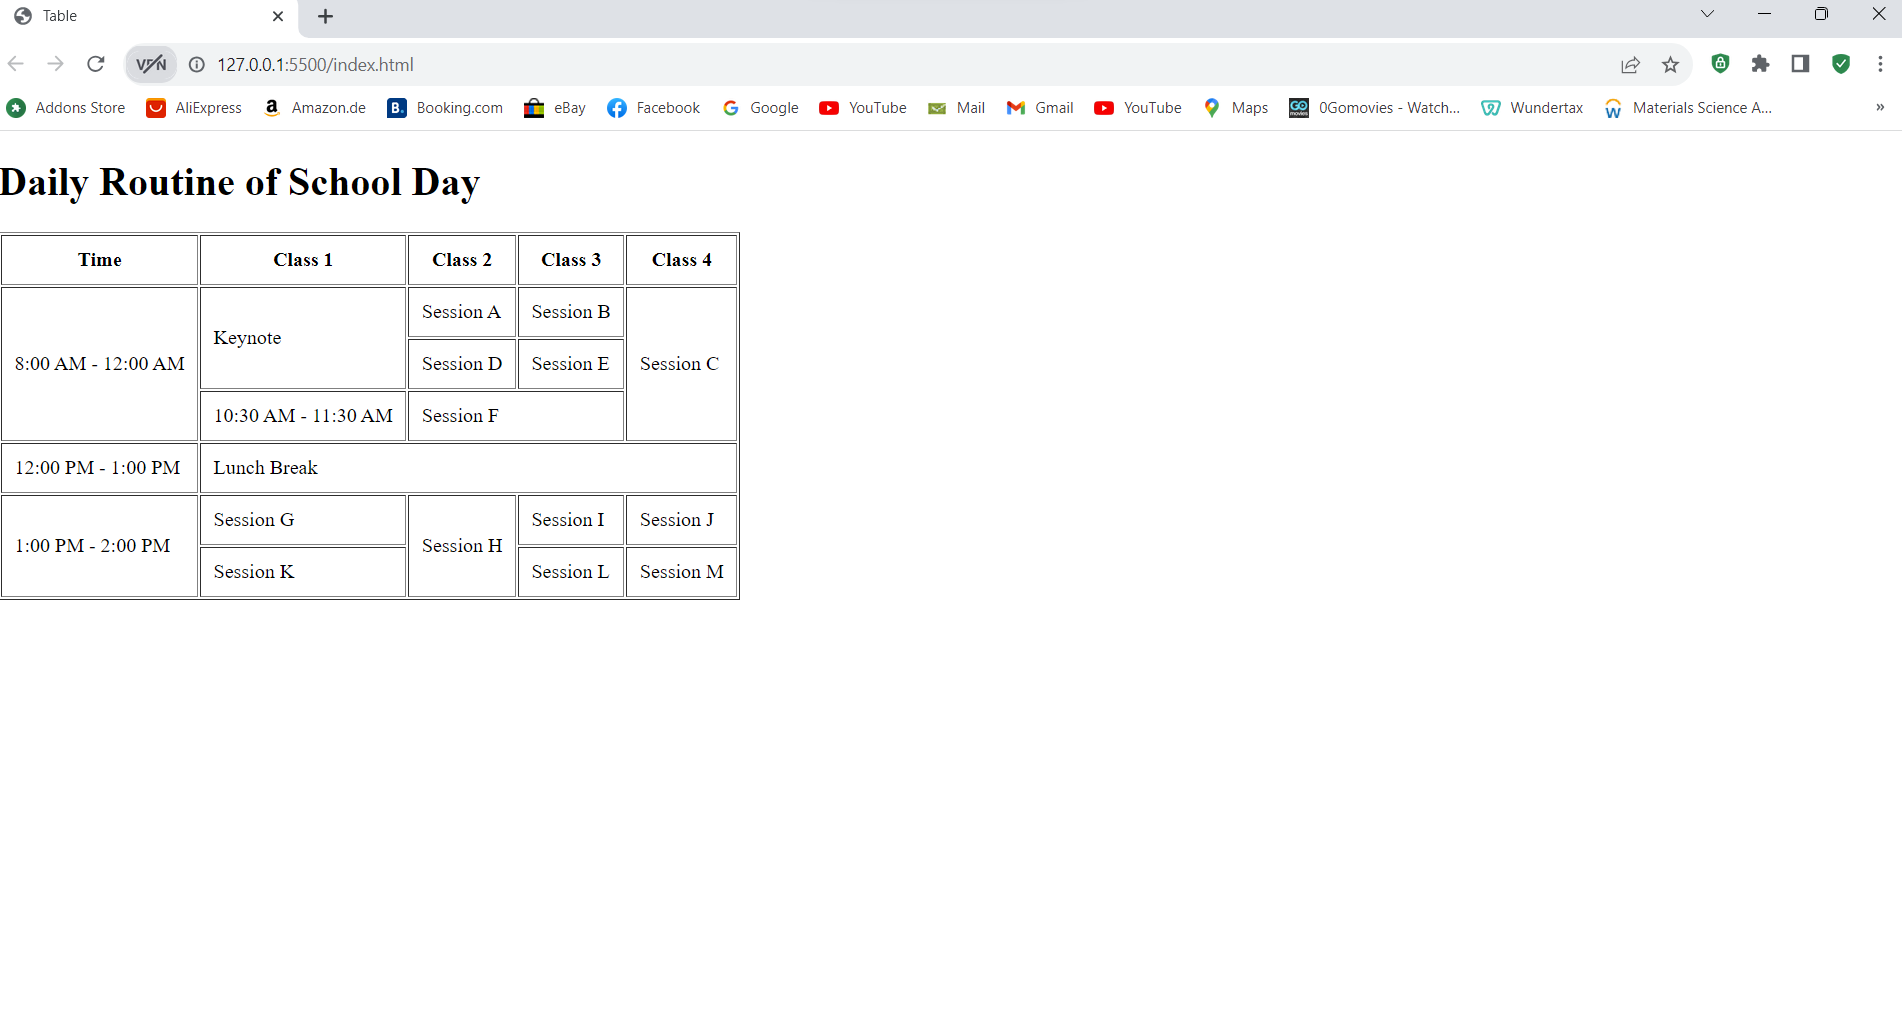 Table
VPN
127.0.0.1:5500/index.html
Addons Store AliExpress Amazon.de Booking.com eBay Facebook Google YouTube Mail Gmail YouTube Maps 0Gomovies - Watch... Wundertax Materials Science A... »
Daily Routine of School Day
Time Class 1 Class 2 Class 3 Class 4
8:00 AM - 12:00 AM Keynote Session A Session B Session C
Session D Session E
10:30 AM - 11:30 AM Session F
12:00 PM - 1:00 PM Lunch Break
1:00 PM - 2:00 PM Session G Session H Session I Session J
Session K Session L Session M